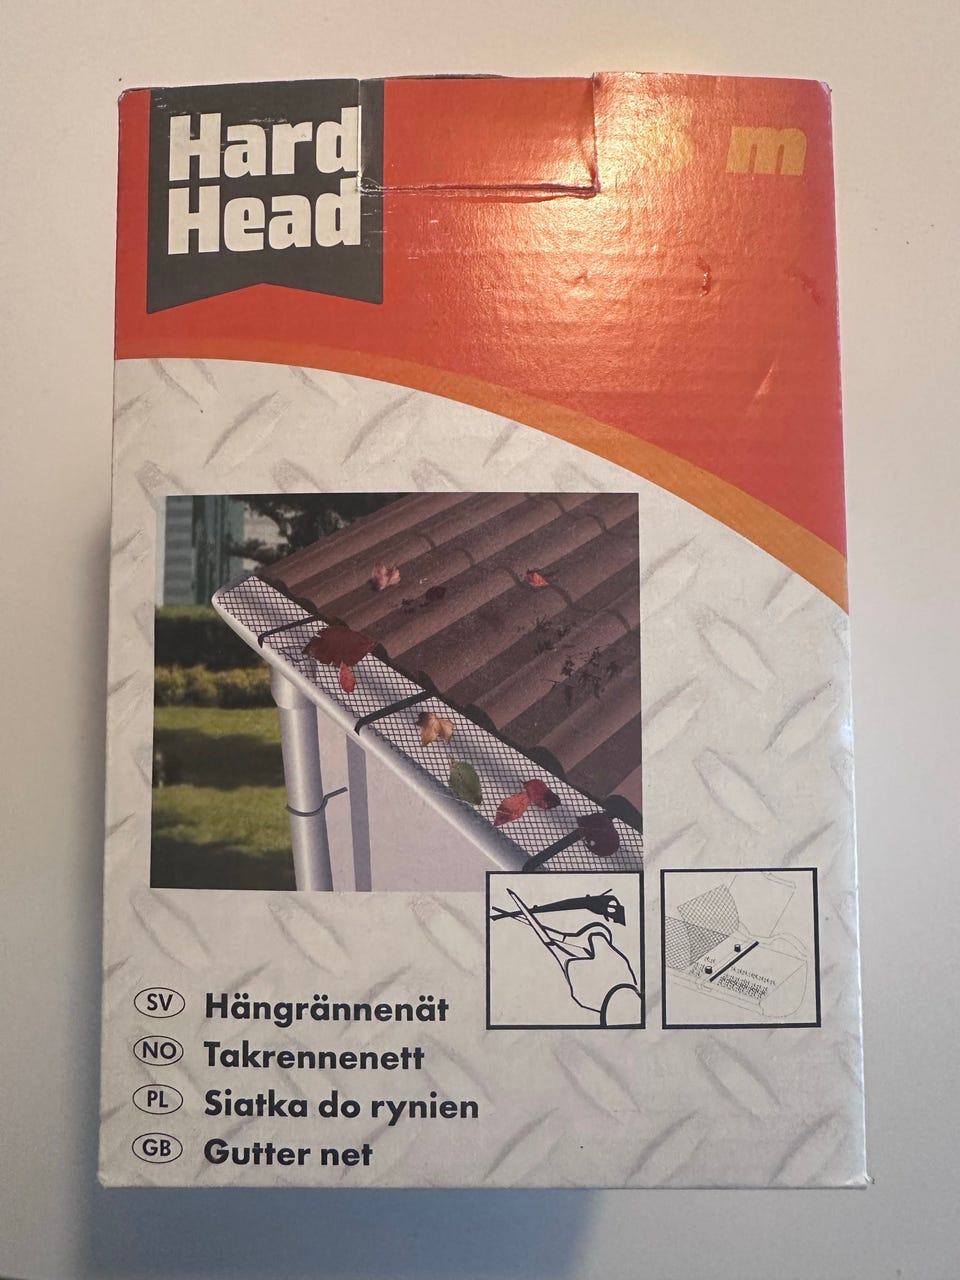 Hard
Head
m
SV Hängrännenät
NO Takrennenett
PL Siatka do rynien
GB Gutter net